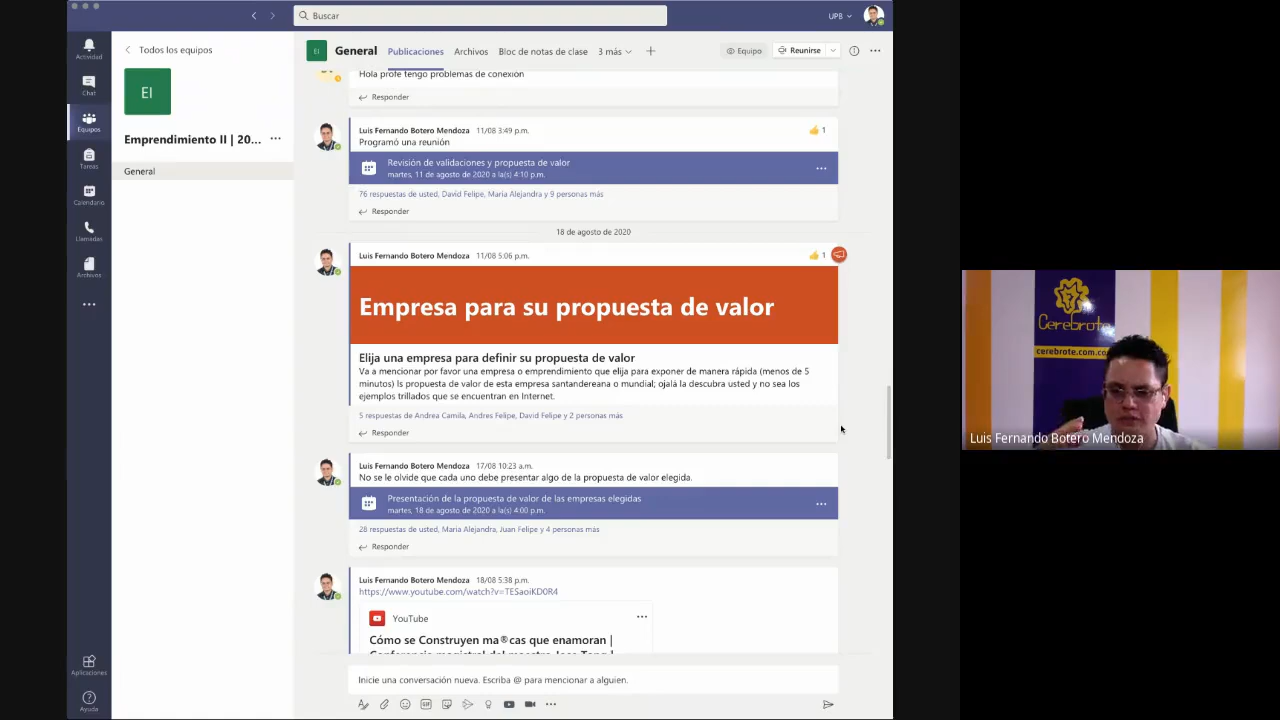 Buscar
UPB
Actividad
Chat
Equipos
Tareas
Calendario
Llamadas
Archivos
Aplicaciones
Ayuda
Todos los equipos
EI
Emprendimiento II | 20...
General
EI
General
Publicaciones
Archivos
Bloc de notas de clase
3 más
Equipo
Reunirse
Hola profe tengo problemas de conexión
Responder
Luis Fernando Botero Mendoza 11/08 3:49 p.m.
1
Programó una reunión
Revisión de validaciones y propuesta de valor
martes, 11 de agosto de 2020 a la(s) 4:10 p.m.
76 respuestas de usted, David Felipe, Maria Alejandra y 9 personas más
Responder
18 de agosto de 2020
Luis Fernando Botero Mendoza 11/08 5:06 p.m.
1
Empresa para su propuesta de valor
Elija una empresa para definir su propuesta de valor
Va a mencionar por favor una empresa o emprendimiento que elija para exponer de manera rápida (menos de 5
minutos) ls propuesta de valor de esta empresa santandereana o mundial; ojalá la descubra usted y no sea los
ejemplos trillados que se encuentran en Internet.
5 respuestas de Andrea Camila, Andres Felipe, David Felipe y 2 personas más
Responder
Luis Fernando Botero Mendoza 17/08 10:23 a.m.
No se le olvide que cada uno debe presentar algo de la propuesta de valor elegida.
Presentación de la propuesta de valor de las empresas elegidas
martes, 18 de agosto de 2020 a la(s) 4:00 p.m.
28 respuestas de usted, Maria Alejandra, Juan Felipe y 4 personas más
Responder
Luis Fernando Botero Mendoza 18/08 5:38 p.m.
https://www.youtube.com/watch?v=TESaoiKD0R4
YouTube
Cómo se Construyen ma®cas que enamoran |
Inicie una conversación nueva. Escriba @ para mencionar a alguien.
GIF
Cerebrote
cerebrote.com.co
Luis Fernando Botero Mendoza